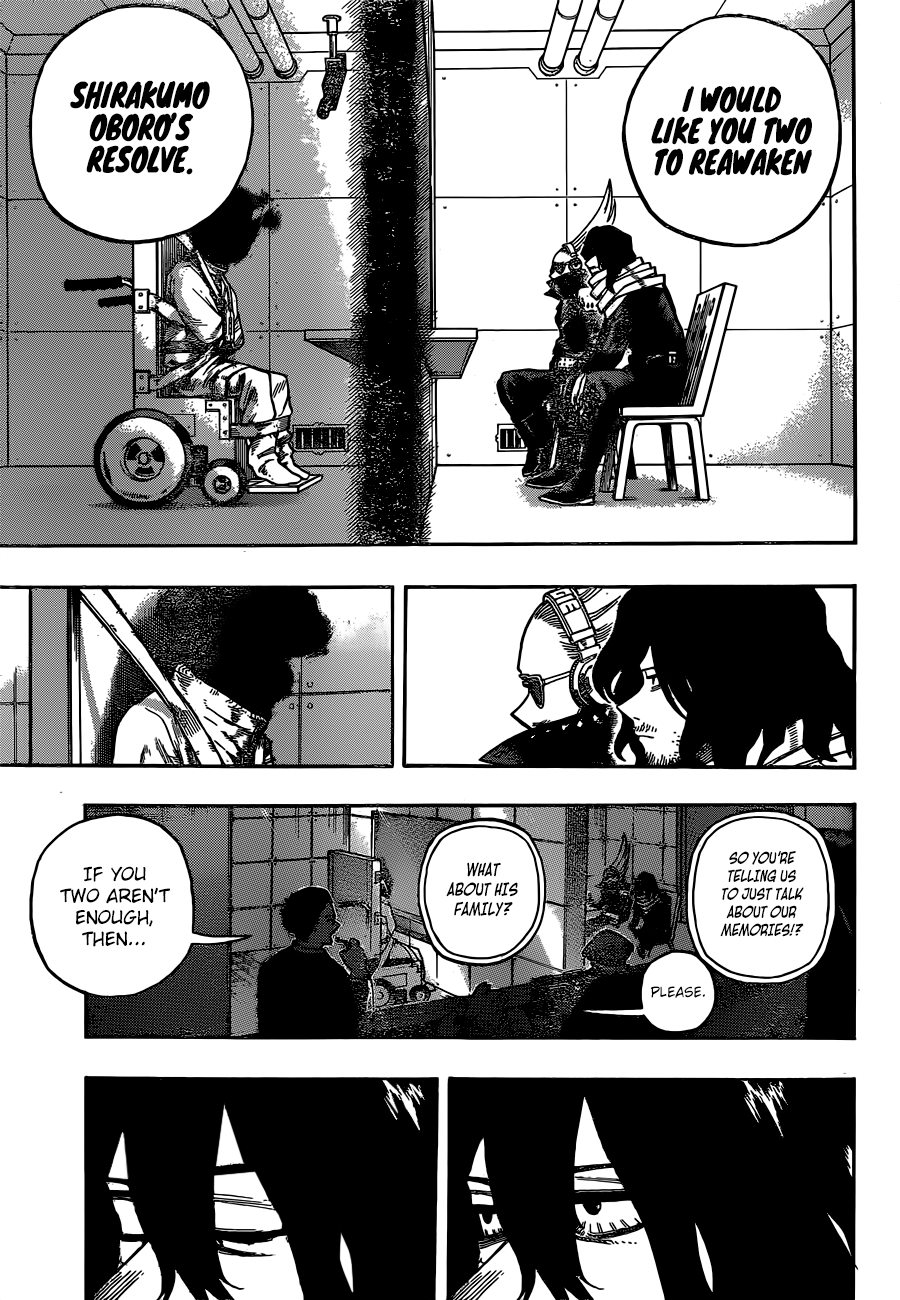 I WOULD
LIKE YOU TWO
TO REAWAKEN
SHIRAKUMO
OBORO'S
RESOLVE.
SO YOU'RE
TELLING US
TO JUST TALK
ABOUT OUR
MEMORIES!?
PLEASE.
WHAT
ABOUT HIS
FAMILY?
IF YOU
TWO AREN'T
ENOUGH,
THEN...